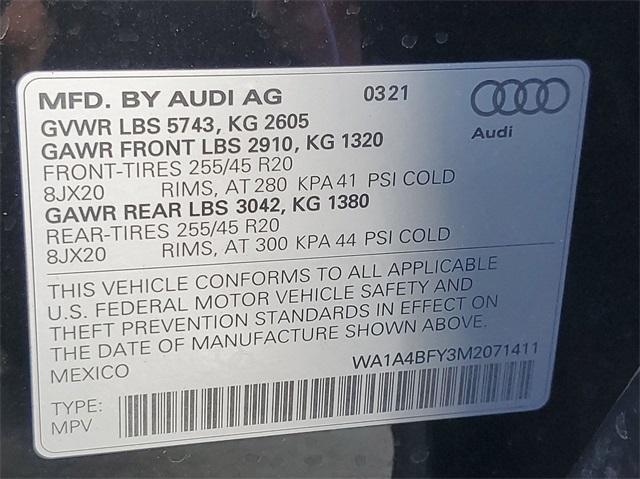 MFD. BY AUDI AG 03 21
Audi
GVWR LBS 5743, KG 2605
GAWR FRONT LBS 2910, KG 1320
FRONT-TIRES 255/45 R20
8JX20 RIMS, AT 280 KPA 41 PSI COLD
GAWR REAR LBS 3042, KG 1380
REAR-TIRES 255/45 R20
8JX20 RIMS, AT 300 KPA 44 PSI COLD
THIS VEHICLE CONFORMS TO ALL APPLICABLE
U.S. FEDERAL MOTOR VEHICLE SAFETY AND
THEFT PREVENTION STANDARDS IN EFFECT ON
THE DATE OF MANUFACTURE SHOWN ABOVE.
MEXICO WA1A4BFY3M2071411
TYPE:
MPV